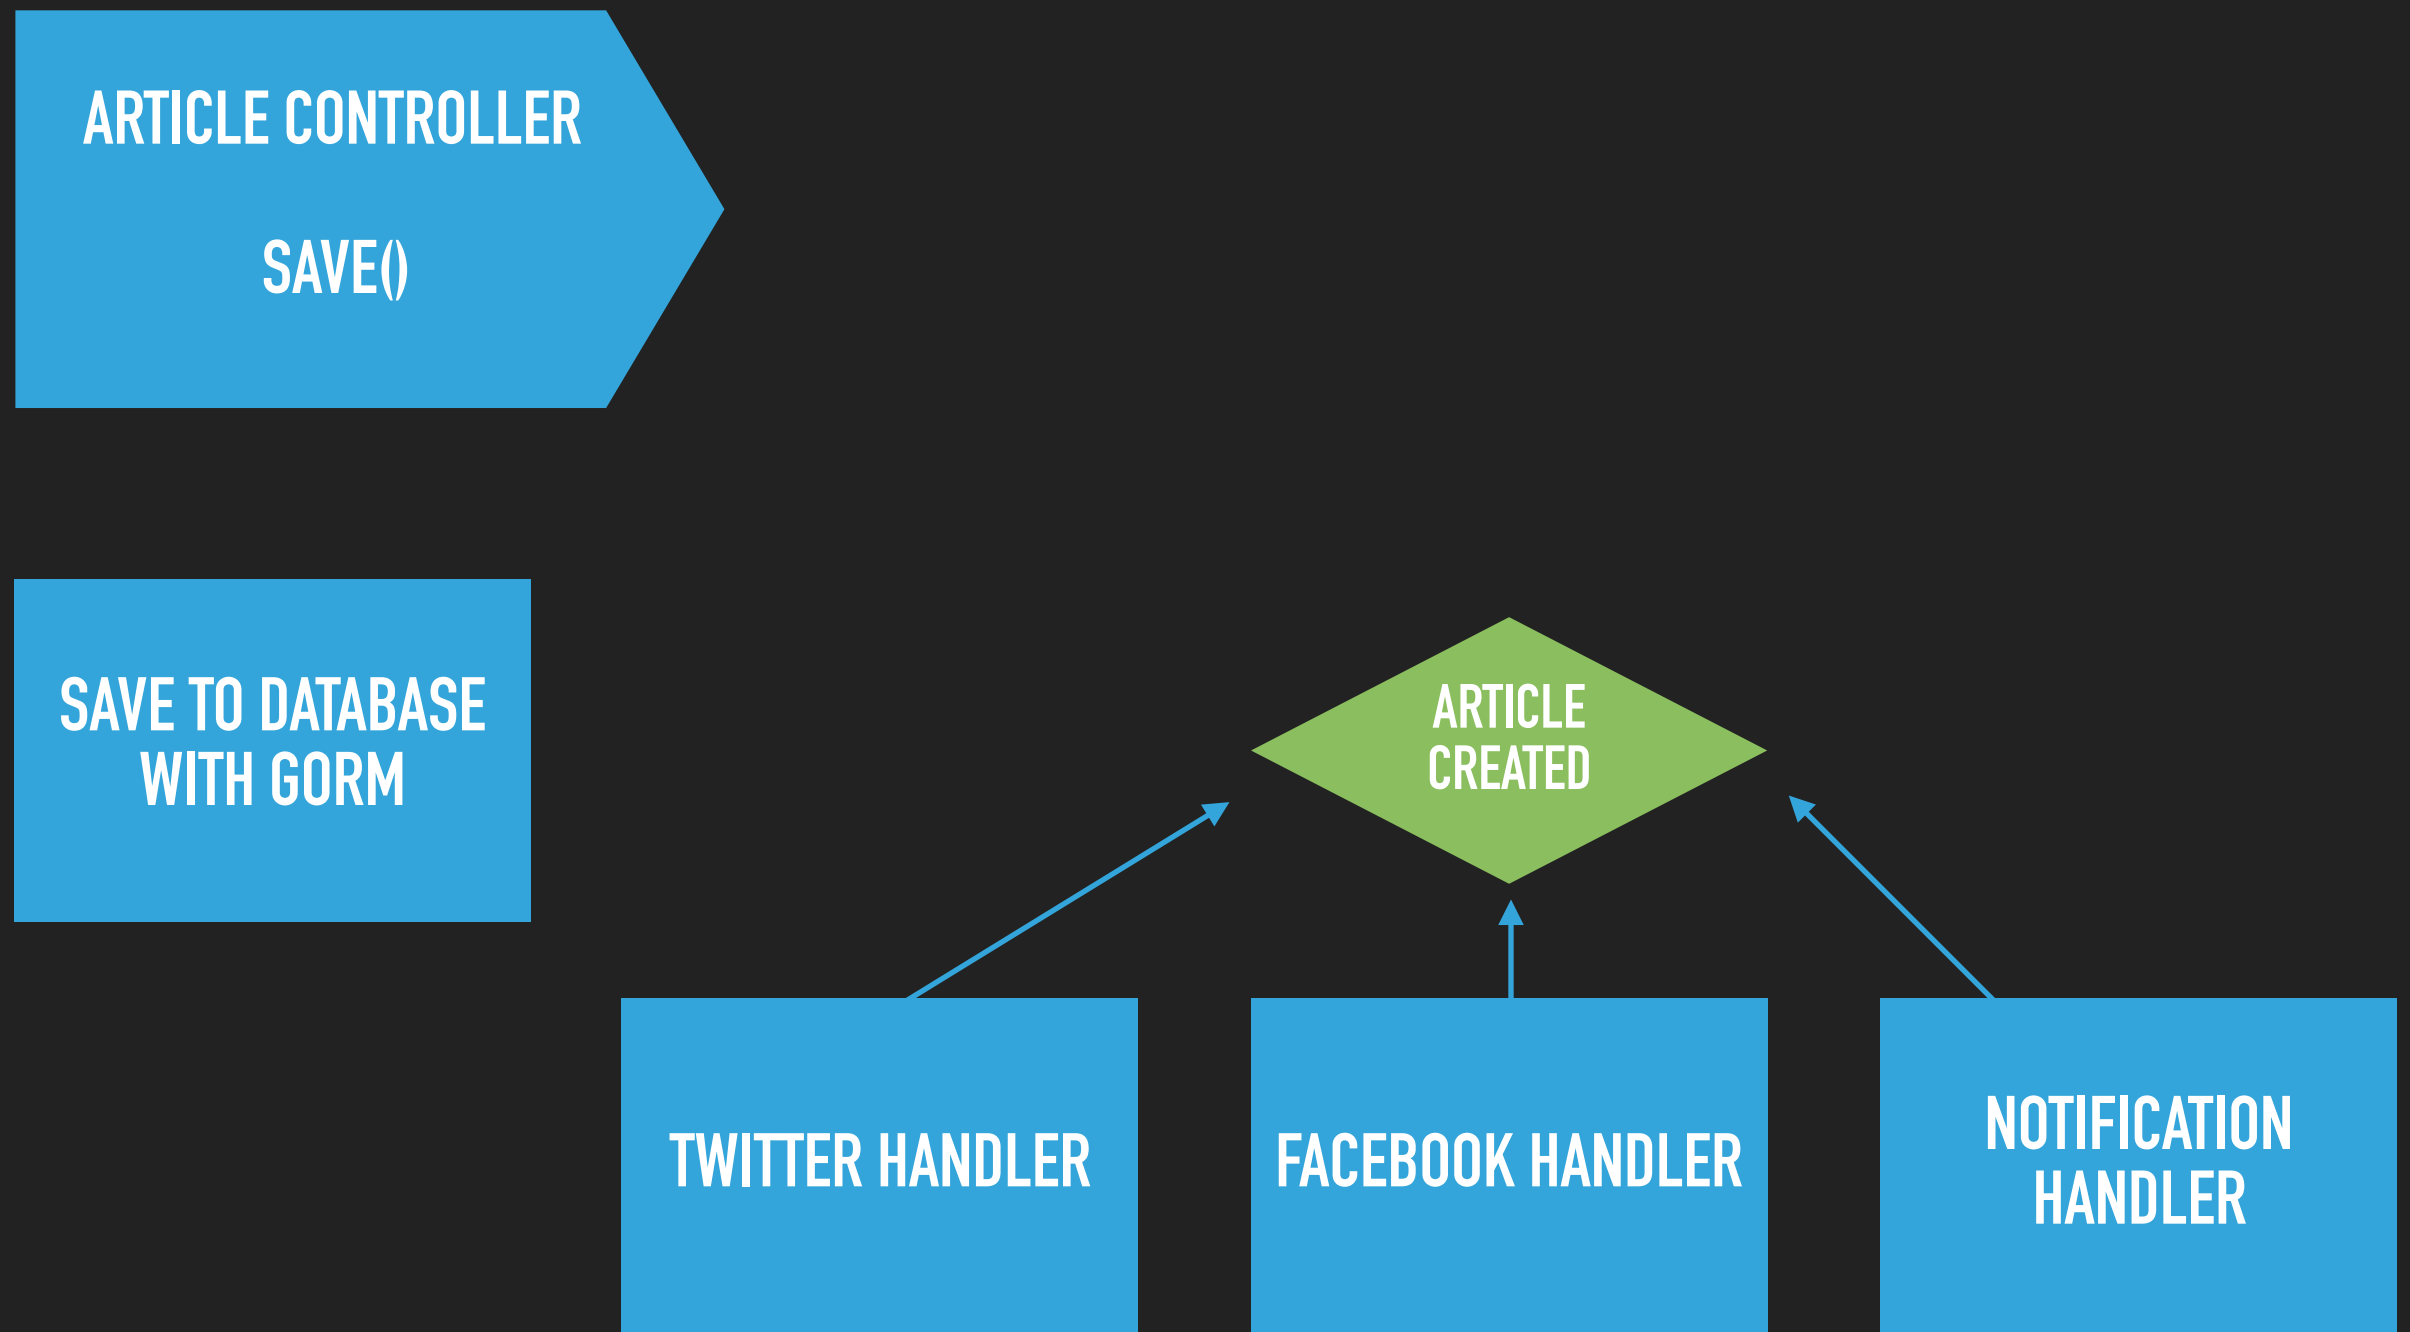 ARTICLE CONTROLLER
SAVE()
SAVE TO DATABASE
WITH GORM
ARTICLE
CREATED
TWITTER HANDLER
FACEBOOK HANDLER
NOTIFICATION
HANDLER